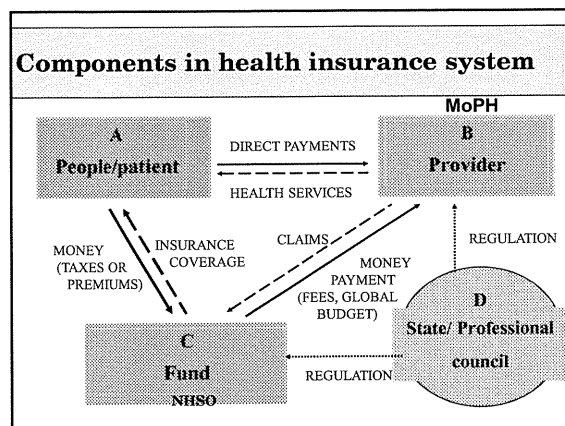 Components in health insurance system
MoPH
A
People/patient
DIRECT PAYMENTS
HEALTH SERVICES
B
Provider
MONEY
(TAXES OR
PREMIUMS)
INSURANCE
COVERAGE
CLAIMS
MONEY
PAYMENT
(FEES, GLOBAL
BUDGET)
REGULATION
C
Fund
NHSO
REGULATION
D
State/ Professional
council